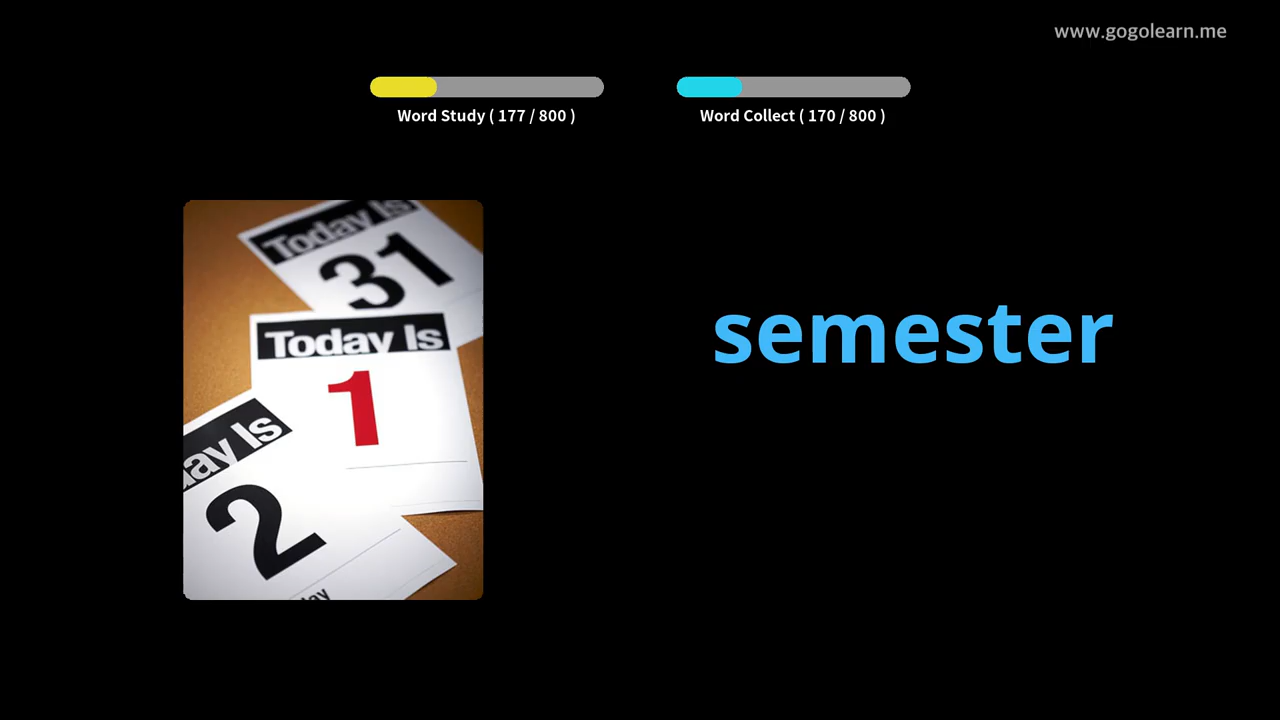 www.gogolearn.me
Word Study ( 177 / 800 )
Word Collect ( 170 / 800 )
Today Is
31
Today Is
1
semester
ay Is
2